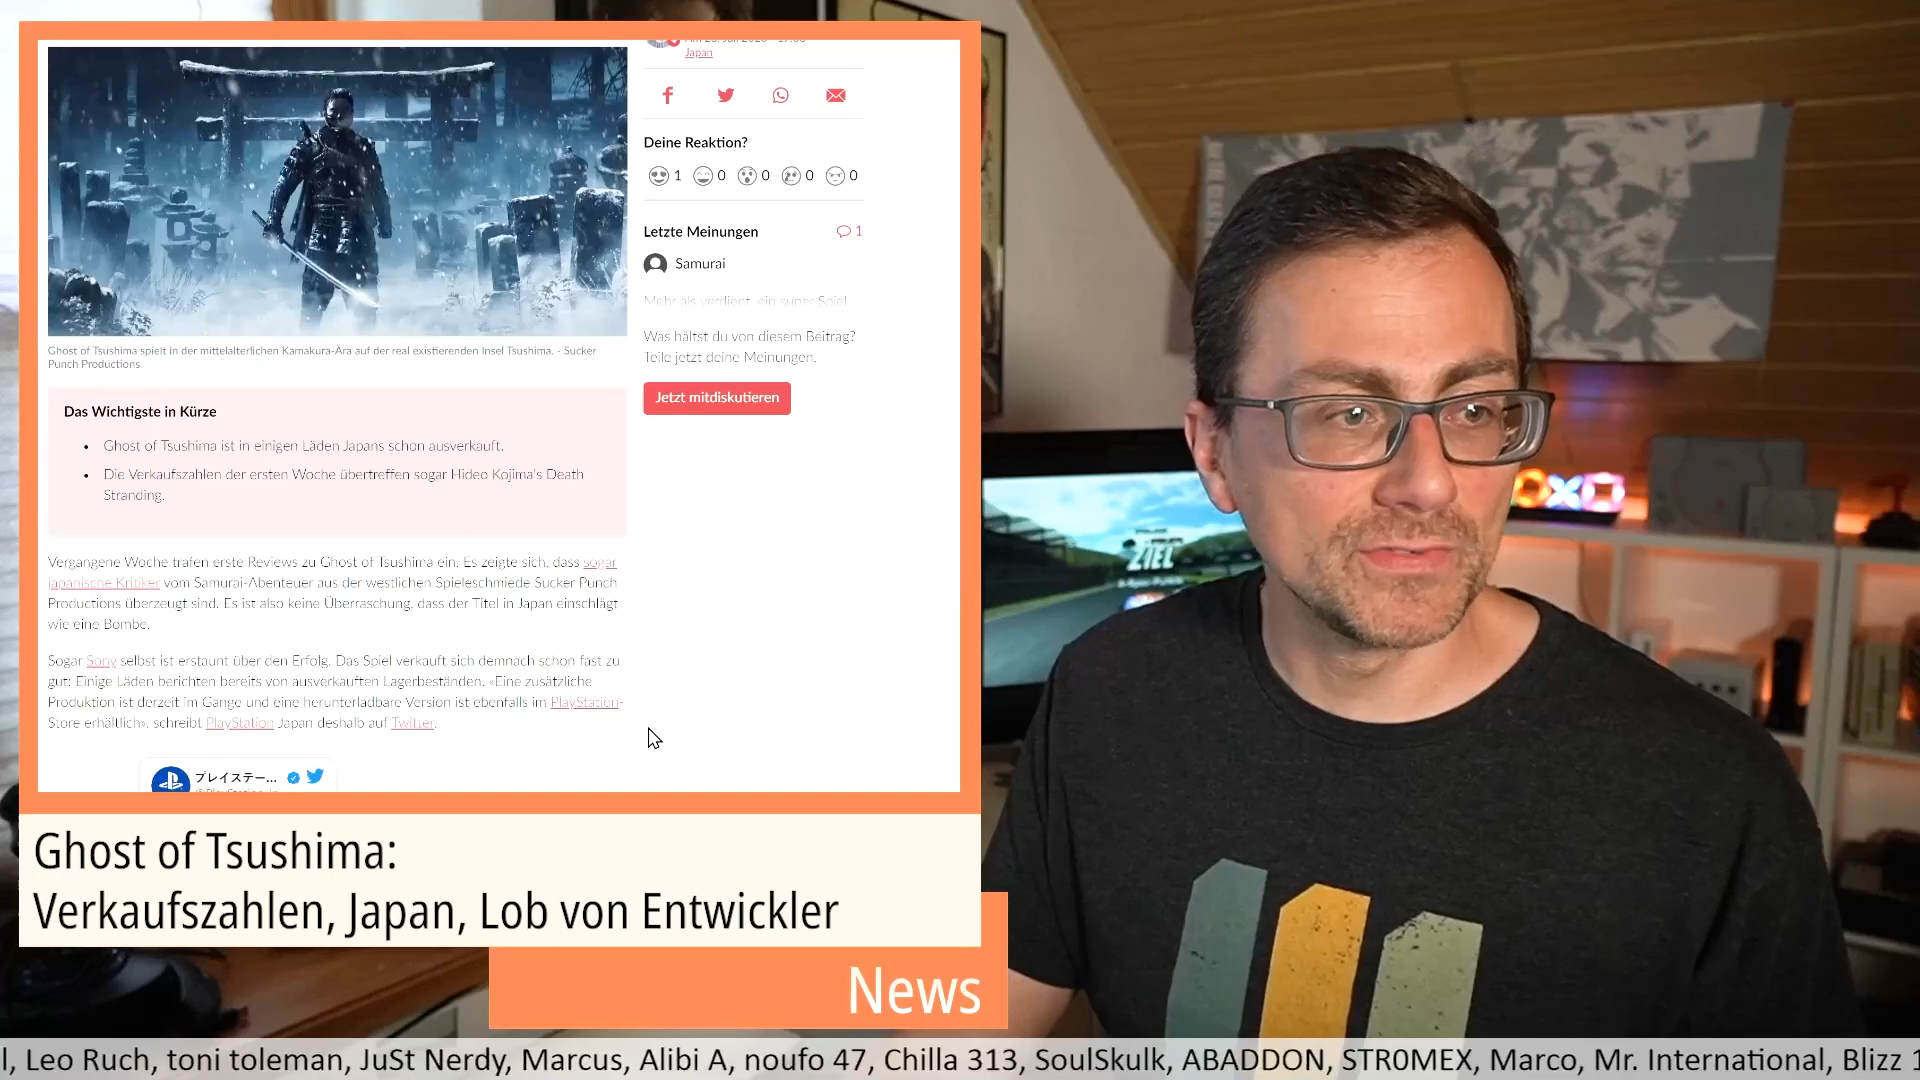 Japan
Deine Reaktion?
1 0 0 0 0
Letzte Meinungen 1
Samurai
Mehr als verdient, ein super Spiel
Was hältst du von diesem Beitrag?
Teile jetzt deine Meinungen.
Jetzt mitdiskutieren
Ghost of Tsushima spielt in der mittelalterlichen Kamakura-Ära auf der real existierenden Insel Tsushima. - Sucker
Punch Productions
Das Wichtigste in Kürze
• Ghost of Tsushima ist in einigen Läden Japans schon ausverkauft.
• Die Verkaufszahlen der ersten Woche übertreffen sogar Hideo Kojima's Death
Stranding.
Vergangene Woche trafen erste Reviews zu Ghost of Tsushima ein. Es zeigte sich, dass sogar
japanische Kritiker vom Samurai-Abenteuer aus der westlichen Spieleschmiede Sucker Punch
Productions überzeugt sind. Es ist also keine Überraschung, dass der Titel in Japan einschlägt
wie eine Bombe.
Sogar Sony selbst ist erstaunt über den Erfolg. Das Spiel verkauft sich demnach schon fast zu
gut: Einige Läden berichten bereits von ausverkauften Lagerbeständen. «Eine zusätzliche
Produktion ist derzeit im Gange und eine herunterladbare Version ist ebenfalls im PlayStation-
Store erhältlich», schreibt PlayStation Japan deshalb auf Twitter.
プレイステー...
ZIEL
Ghost of Tsushima:
Verkaufszahlen, Japan, Lob von Entwickler
News
l, Leo Ruch, toni toleman, JuSt Nerdy, Marcus, Alibi A, noufo 47, Chilla 313, SoulSkulk, ABADDON, STR0MEX, Marco, Mr. International, Blizz 1